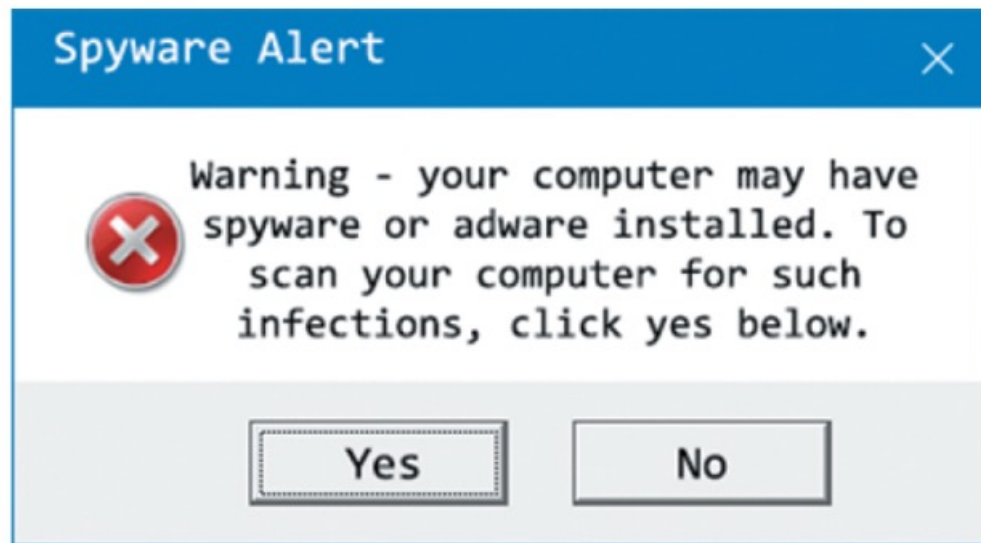 Spyware Alert
Warning - your computer may have
spyware or adware installed. To
scan your computer for such
infections, click yes below.
Yes
No